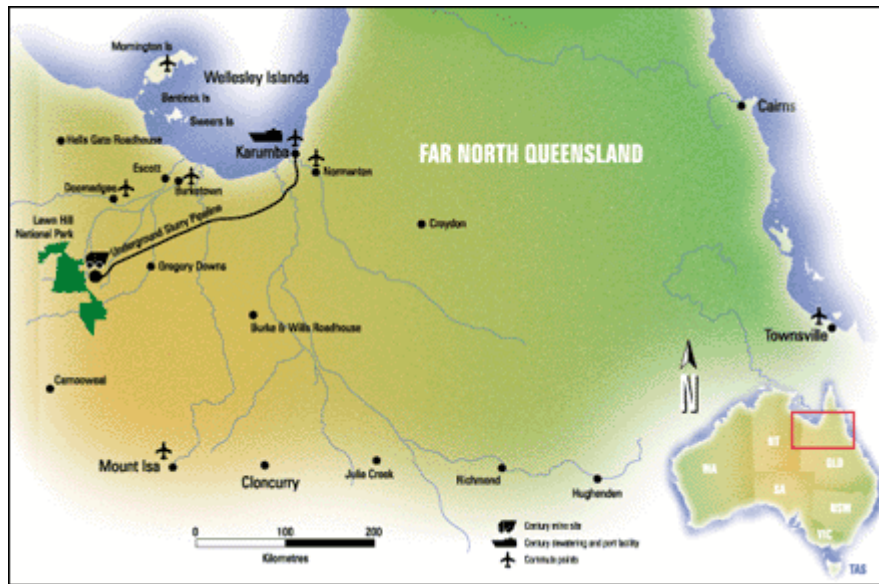 Mornington Is
Wellesley Islands
Bentinck Is
Sweers Is
Cairns
Hells Gate Roadhouse
Karumba
FAR NORTH QUEENSLAND
Escott
Normanton
Doomadgee
Burketown
Lawn Hill
National Park
Underground Slurry Pipeline
Croydon
Gregory Downs
Burke & Wills Roadhouse
Townsville
N
Camooweal
Mount Isa
Cloncurry
Julia Creek
Richmond
Hughenden
NT
WA
QLD
SA
NSW
VIC
TAS
0 100 200
Kilometres
Century mine site
Century dewatering and port facility
Commute points